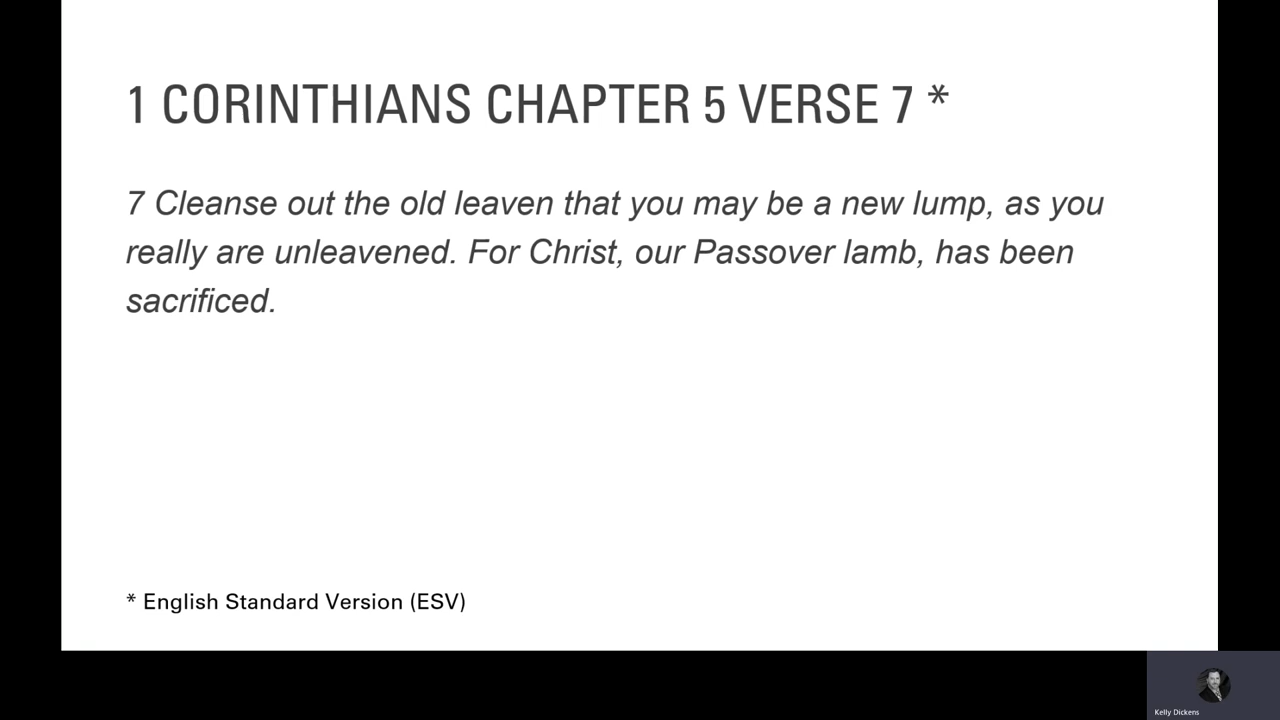 1 CORINTHIANS CHAPTER 5 VERSE 7 *
7 Cleanse out the old leaven that you may be a new lump, as you
really are unleavened. For Christ, our Passover lamb, has been
sacrificed.
* English Standard Version (ESV)
Kelly Dickens